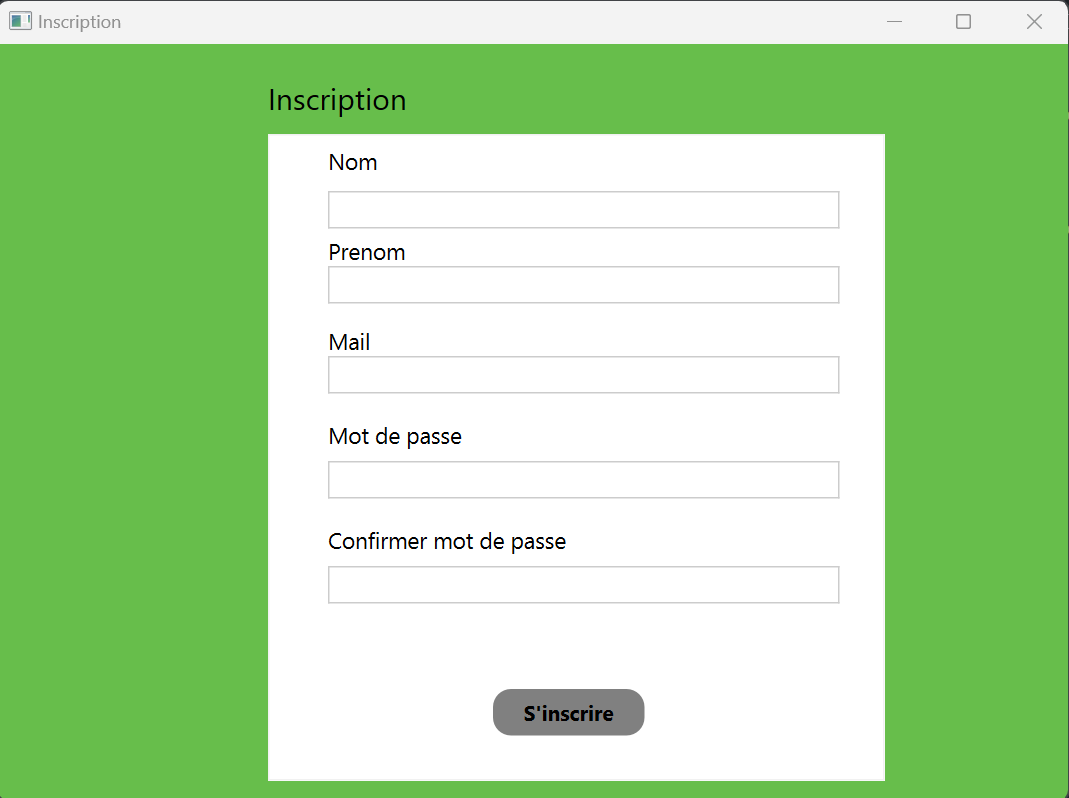 Inscription
Inscription
Nom
Prenom
Mail
Mot de passe
Confirmer mot de passe
S'inscrire